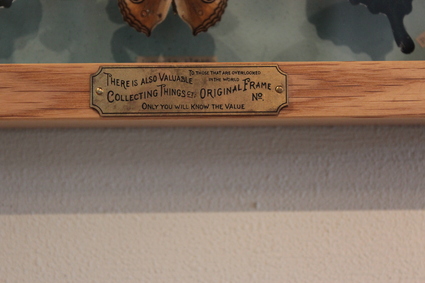 THERE IS ALSO VALUABLE TO THOSE THAT ARE OVERLOOKED
IN THE WORLD
COLLECTING THINGS ORIGINAL FRAME
No.
ONLY YOU WILL KNOW THE VALUE